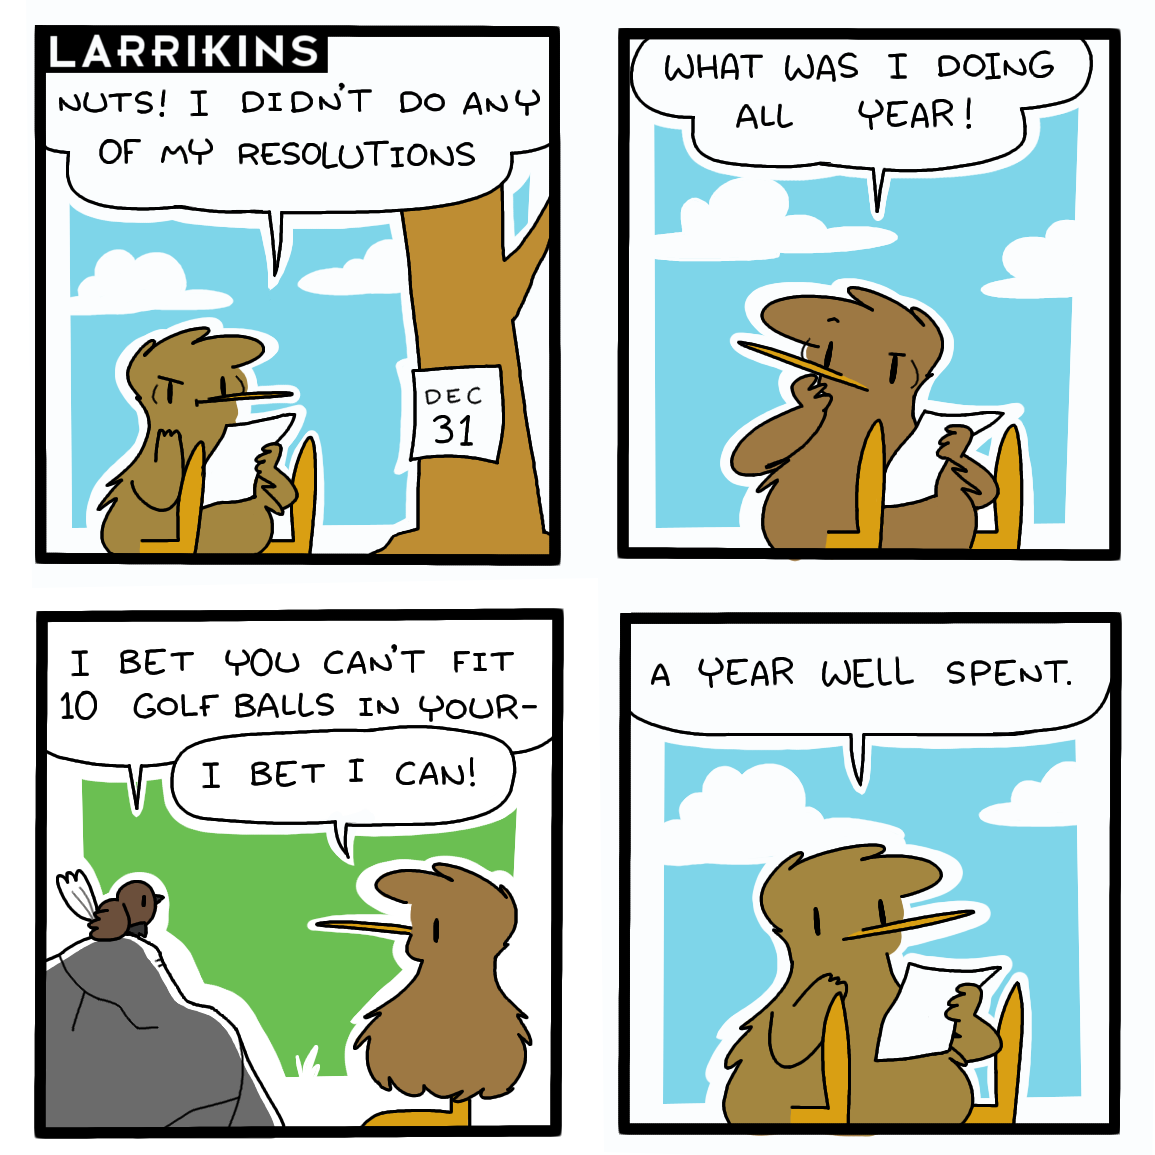 LARRIKINS
NUTS! I DIDN'T DO ANY
OF MY RESOLUTIONS
DEC
31
WHAT WAS I DOING
ALL YEAR!
I BET YOU CAN'T FIT
10 GOLF BALLS IN YOUR-
I BET I CAN!
A YEAR WELL SPENT.